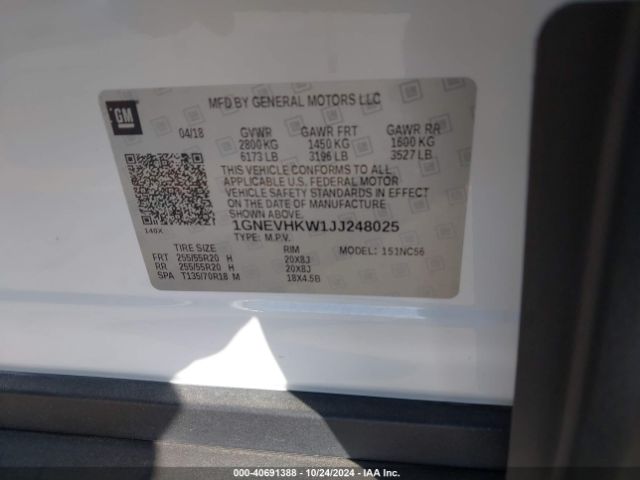 GM
MFD BY GENERAL MOTORS LLC
04/18 GVWR GAWR FRT GAWR RR
2800 KG 1450 KG 1600 KG
6173 LB 3196 LB 3527 LB
THIS VEHICLE CONFORMS TO ALL
APPLICABLE U.S. FEDERAL MOTOR
VEHICLE SAFETY STANDARDS IN EFFECT
ON THE DATE OF MANUFACTURE
SHOWN ABOVE.
1GNEVHKW1JJ248025
TYPE: M.P.V.
149X
TIRE SIZE RIM MODEL: 151NC56
FRT 255/55R20 H 20X8J
RR 255/55R20 H 20X8J
SPA T135/70R18 M 18X4.5B
000-40691388 • 10/24/2024 • IAA Inc.